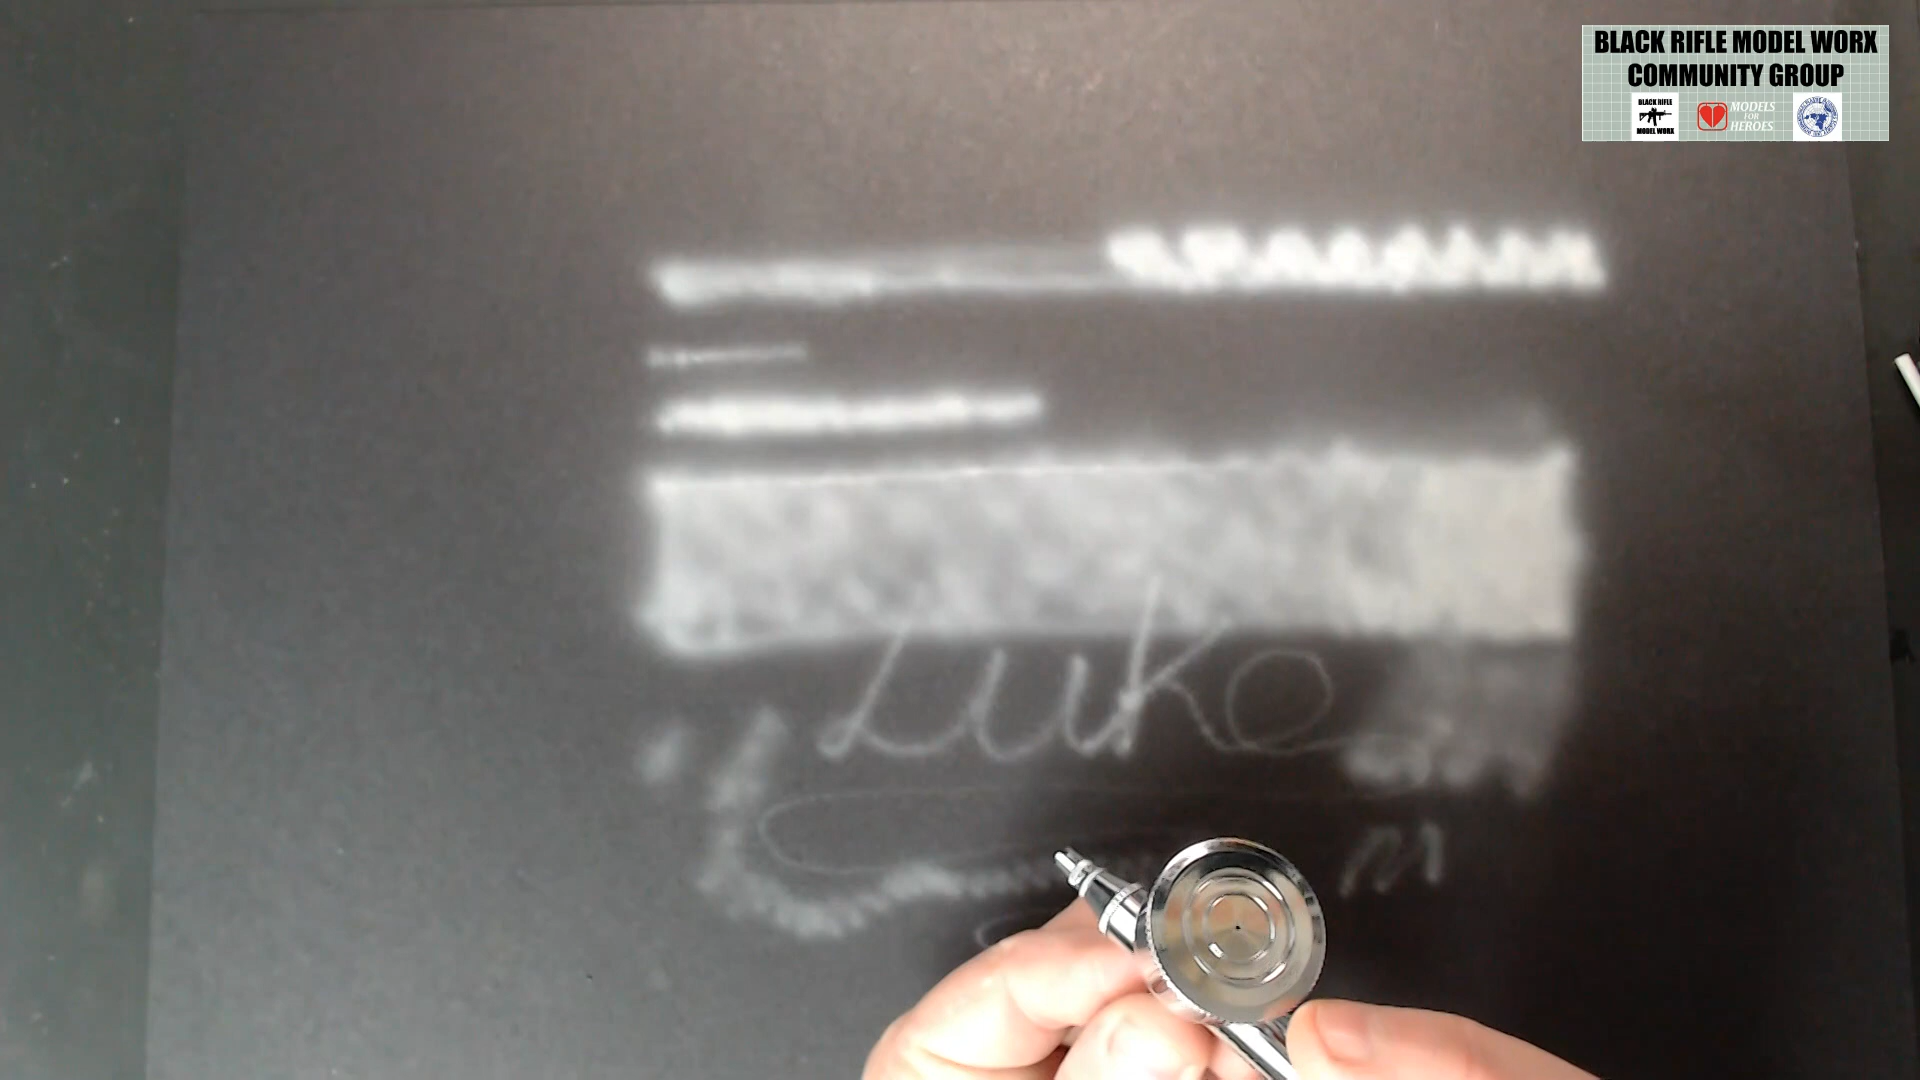 BLACK RIFLE MODEL WORX
COMMUNITY GROUP
BLACK RIFLE
MODEL WORX
MODELS
FOR
HEROES
Luke